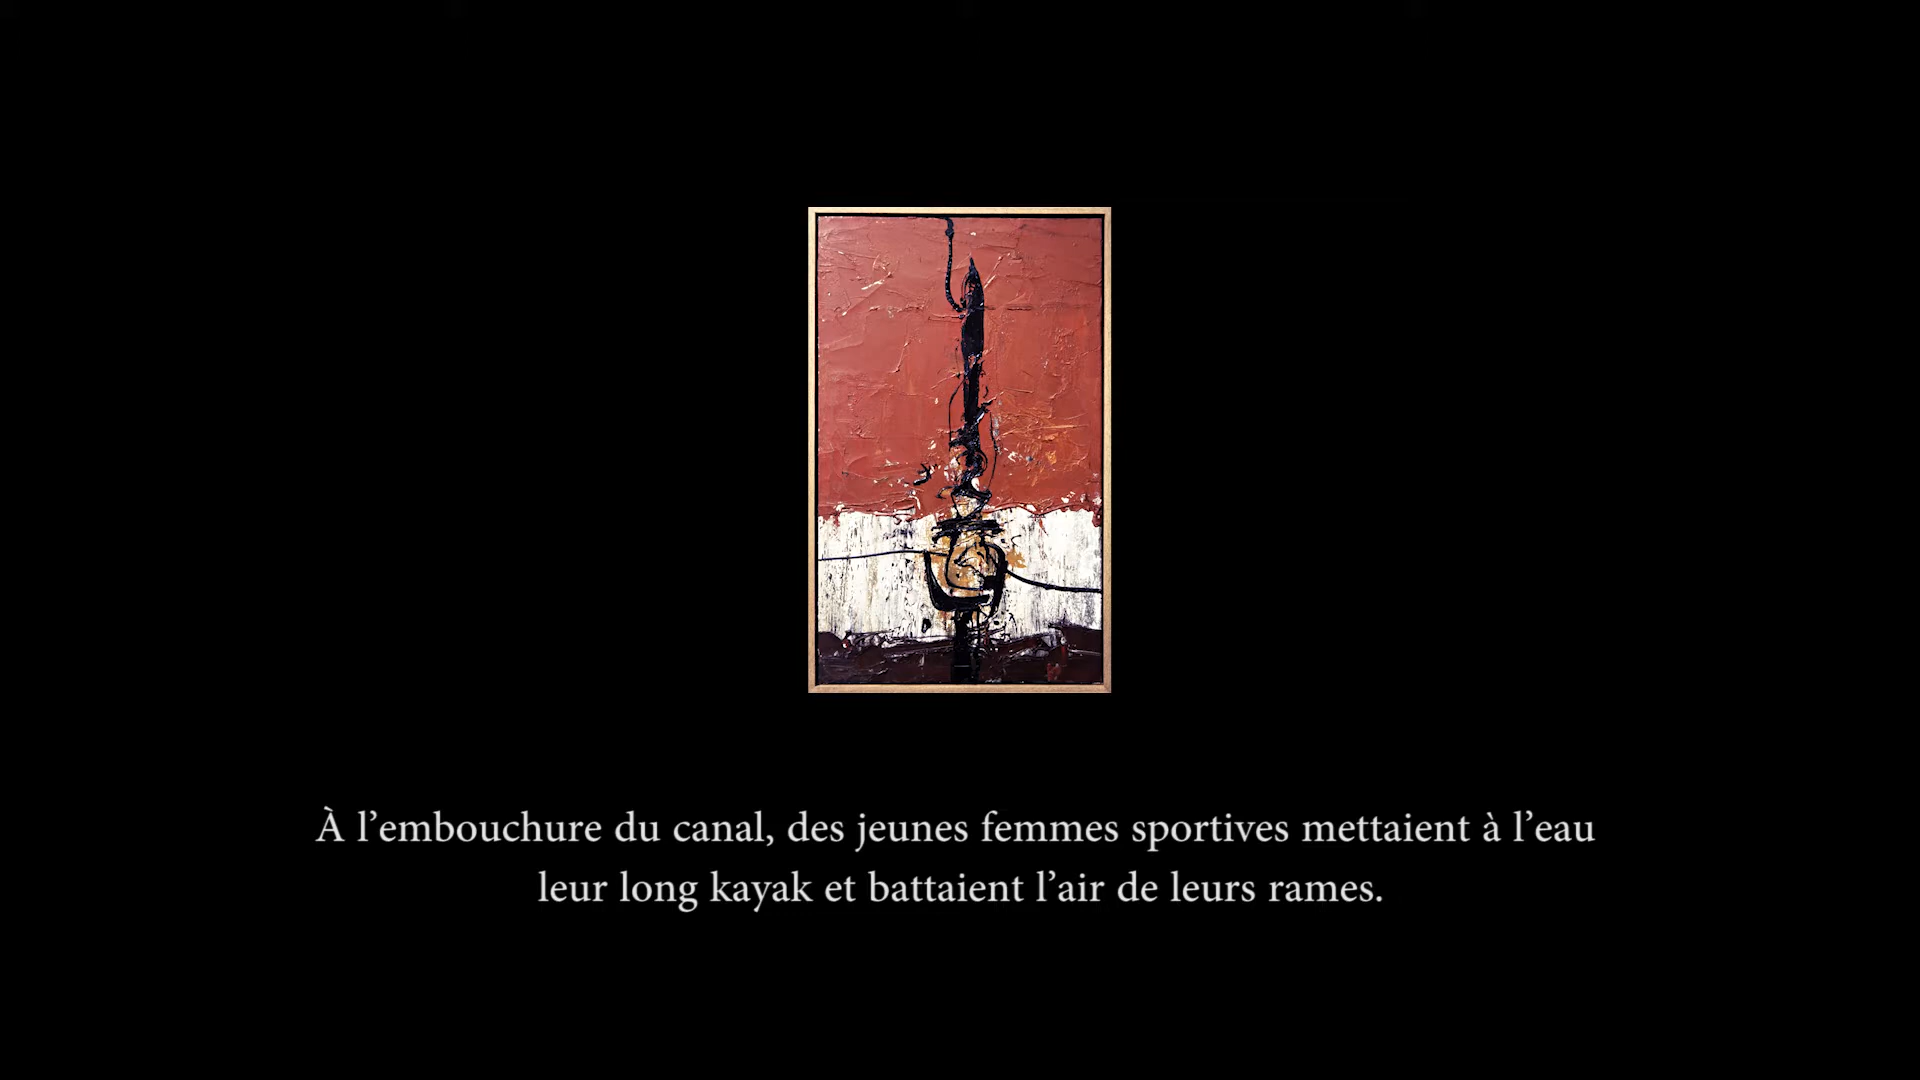 À l’embouchure du canal, des jeunes femmes sportives mettaient à l’eau
leur long kayak et battaient l’air de leurs rames.